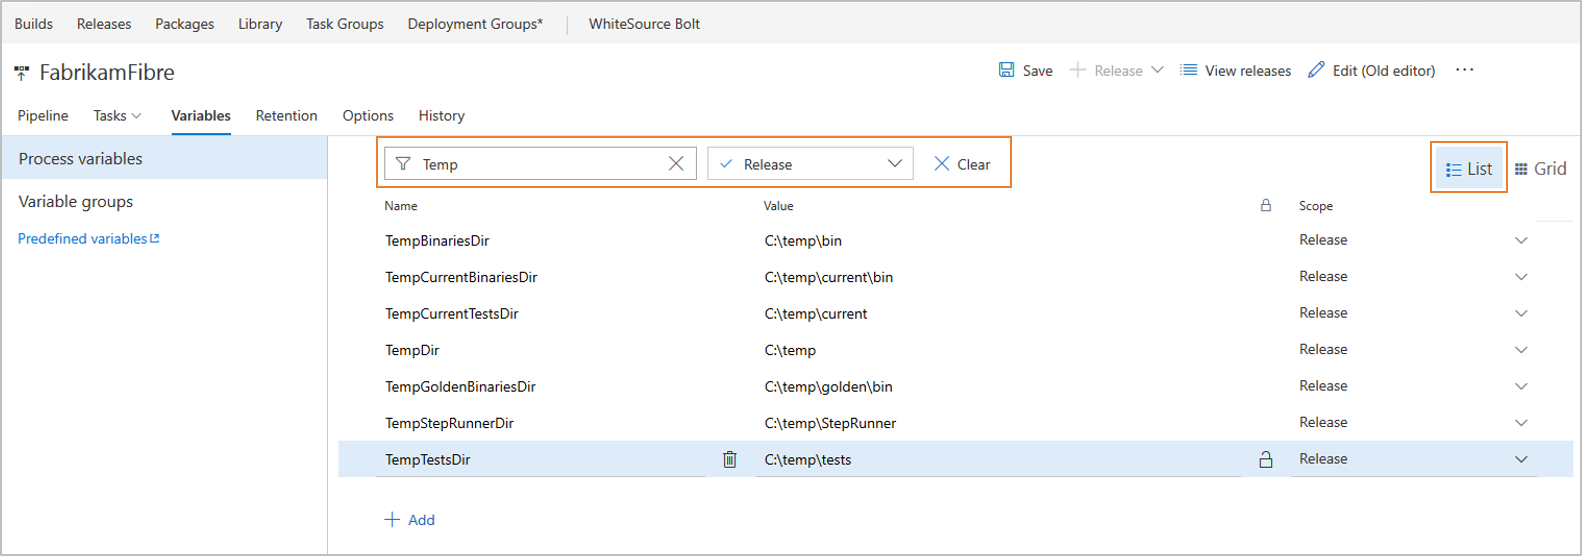 Builds Releases Packages Library Task Groups Deployment Groups* WhiteSource Bolt
FabrikamFibre Save Release View releases Edit (Old editor) ...
Pipeline Tasks Variables Retention Options History
Process variables
Variable groups
Predefined variables
Temp Release Clear List Grid
Name Value Scope
TempBinariesDir C:\temp\bin Release
TempCurrentBinariesDir C:\temp\current\bin Release
TempCurrentTestsDir C:\temp\current Release
TempDir C:\temp Release
TempGoldenBinariesDir C:\temp\golden\bin Release
TempStepRunnerDir C:\temp\StepRunner Release
TempTestsDir C:\temp\tests Release
Add